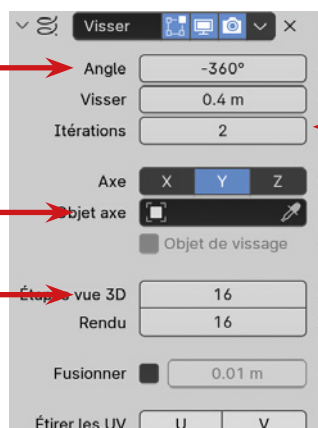 Visser
Angle -360°
Visser 0.4 m
Itérations 2
Axe X Y Z
Objet axe
Objet de vissage
Étapes vue 3D 16
Rendu 16
Fusionner 0.01 m
Étirer les UV U V